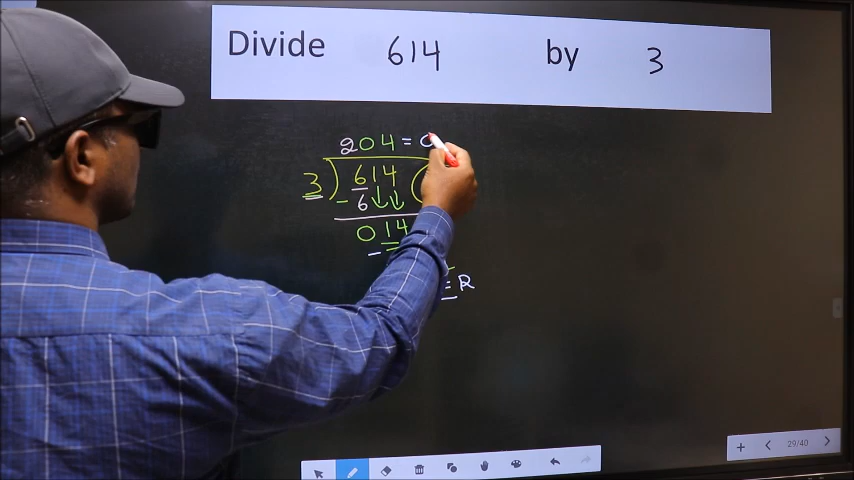 Divide 614 by 3
204 = 
3 ) 614 (
- 6
014
= R
29/40